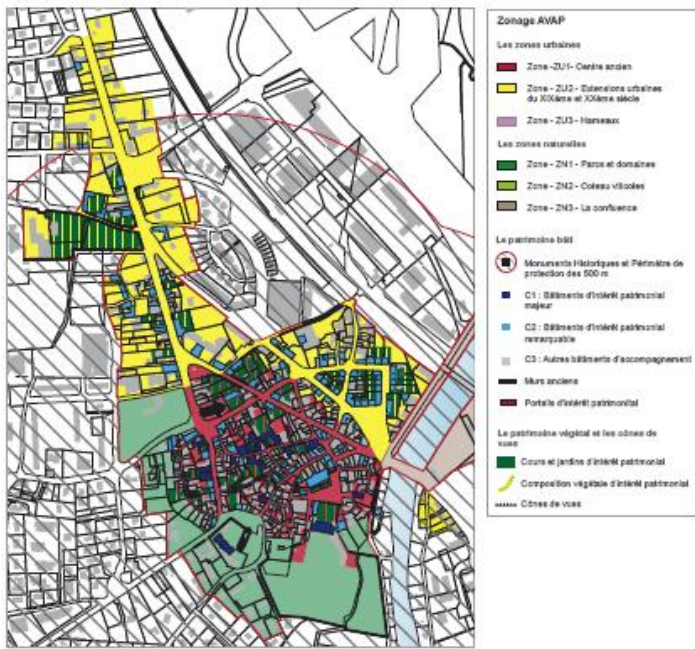 Zonage AVAP
Les zones urbaines
Zone -ZU1- Centre ancien
Zone - ZU2 - Extensions urbaines
du XIXème et XXème siècle
Zone - ZU3 - Hameaux
Les zones naturelles
Zone - ZN1 - Parcs et domaines
Zone - ZN2 - Coteau viticoles
Zone - ZN3 - La confluence
Le patrimoine bâti
Monuments Historiques et Périmètre de
protection des 500 m
C1 : Bâtiments d'intérêt patrimonial
majeur
C2 : Bâtiments d'intérêt patrimonial
remarquable
C3 : Autres bâtiments d'accompagnement
Murs anciens
Portails d'intérêt patrimonital
Le patrimoine végétal et les cônes de
vues
Cours et jardins d'intérêt patrimonial
Composition végétale d'intérêt patrimonial
Cônes de vues